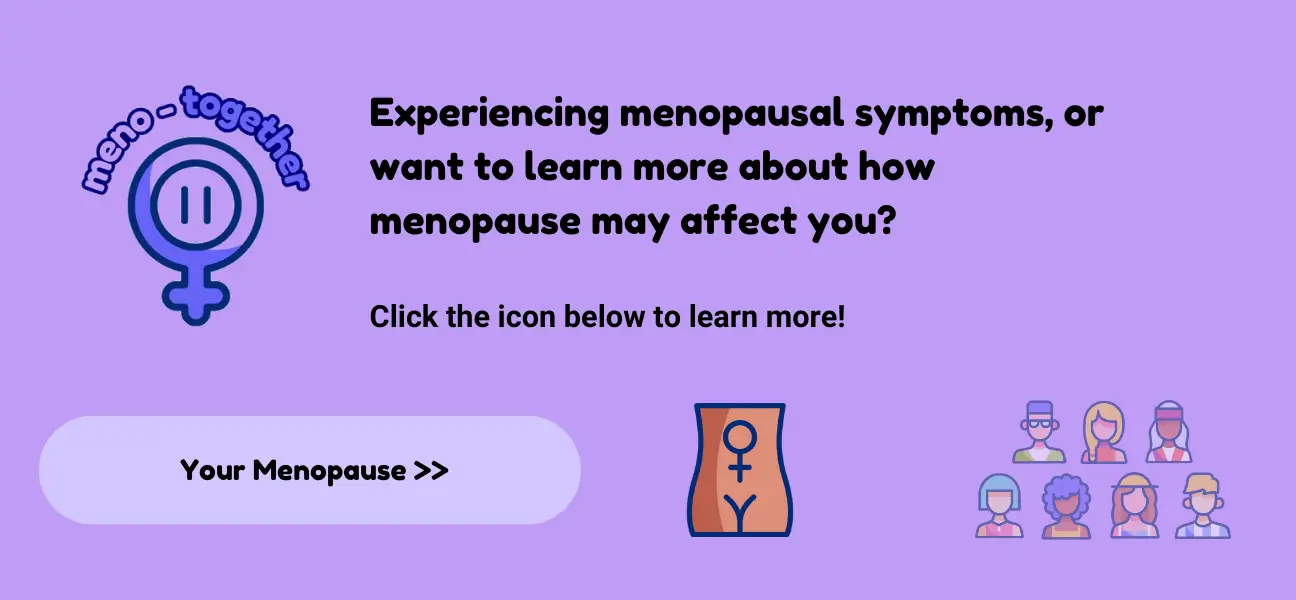 meno - together
Experiencing menopausal symptoms, or
want to learn more about how
menopause may affect you?
Click the icon below to learn more!
Your Menopause >>